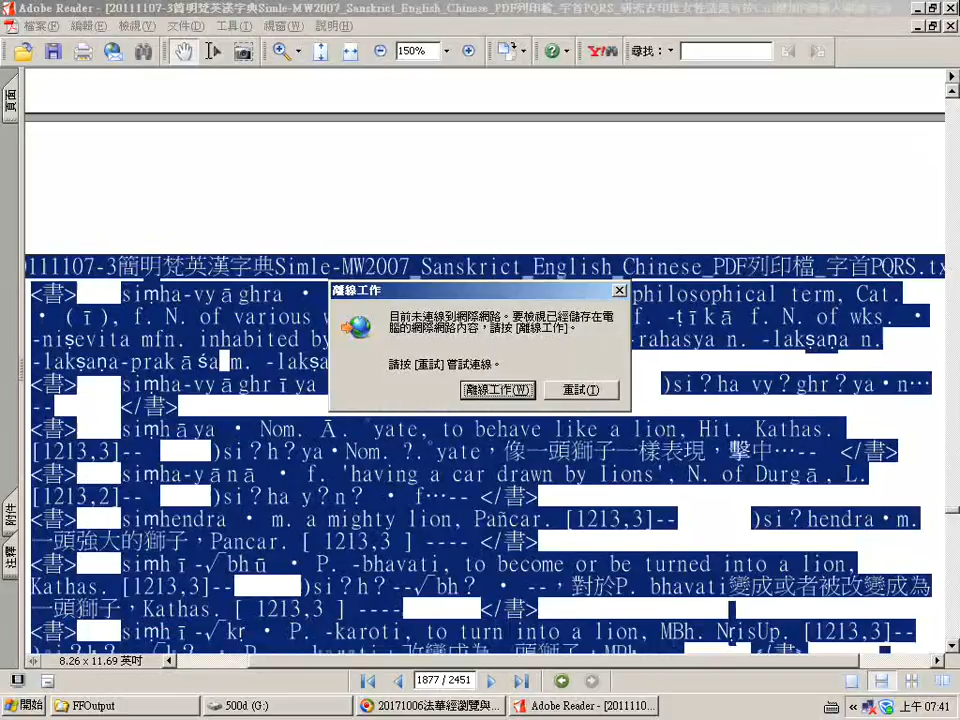 Adobe Reader - [20111107-3簡明梵英漢字典Simle-MW2007_Sanskrict_English_Chinese_PDF列印檔_字首PQRS_
檔案(F) 編輯(E) 檢視(V) 文件(D) 工具(T) 視窗(W) 說明(H)
150% Y! 尋找：
頁面
附件
注釋
0111107-3簡明梵英漢字典Simle-MW2007_Sanskrict_English_Chinese_PDF列印檔_字首PQRS.tx
<書> siṃha-vyāghra • philosophical term, Cat.
• (ī), f. N. of various w f. -ṭīkā f. N. of wks.
-niṣevita mfn. inhabited by rahasya n. -lakṣaṇa n.
-lakṣaṇa-prakāśa m. -lakṣa
<書> siṃha-vyāghrīya )si？ha vy？ghr？ya•n…
-- </書>
<書> siṃhāya • Nom. Ā. °yate, to behave like a lion, Hit. Kathas.
[1213,3]-- )si？h？ya•Nom. ?. °yate，像一頭獅子一樣表現，擊中…-- </書>
<書> siṃha-yānā • f. 'having a car drawn by lions', N. of Durgā, L.
[1213,2]-- )si？ha y？n？ • f…-- </書>
<書> siṃhendra • m. a mighty lion, Pañcar. [1213,3]-- )si？hendra•m.
一頭強大的獅子，Pancar. [ 1213,3 ] ---- </書>
<書> siṃhī-√bhū • P. -bhavati, to become or be turned into a lion,
Kathas. [1213,3]-- )si？h？--√bh？ • --，對於P. bhavati變成或者被改變成為
一頭獅子，Kathas. [ 1213,3 ] ---- </書>
<書> siṃhī-√kṛ • P. -karoti, to turn into a lion, MBh. NṛisUp. [1213,3]--
離線工作
目前未連線到網際網路。要檢視已經儲存在電
腦的網際網路內容，請按 [離線工作]。
請按 [重試] 嘗試連線。
離線工作(W) 重試(T)
8.26 x 11.69 英吋
1877 / 2451
開始 FFOutput 500d (G:) 20171006法華經瀏覽與... Adobe Reader - [2011110... 上午 07:41